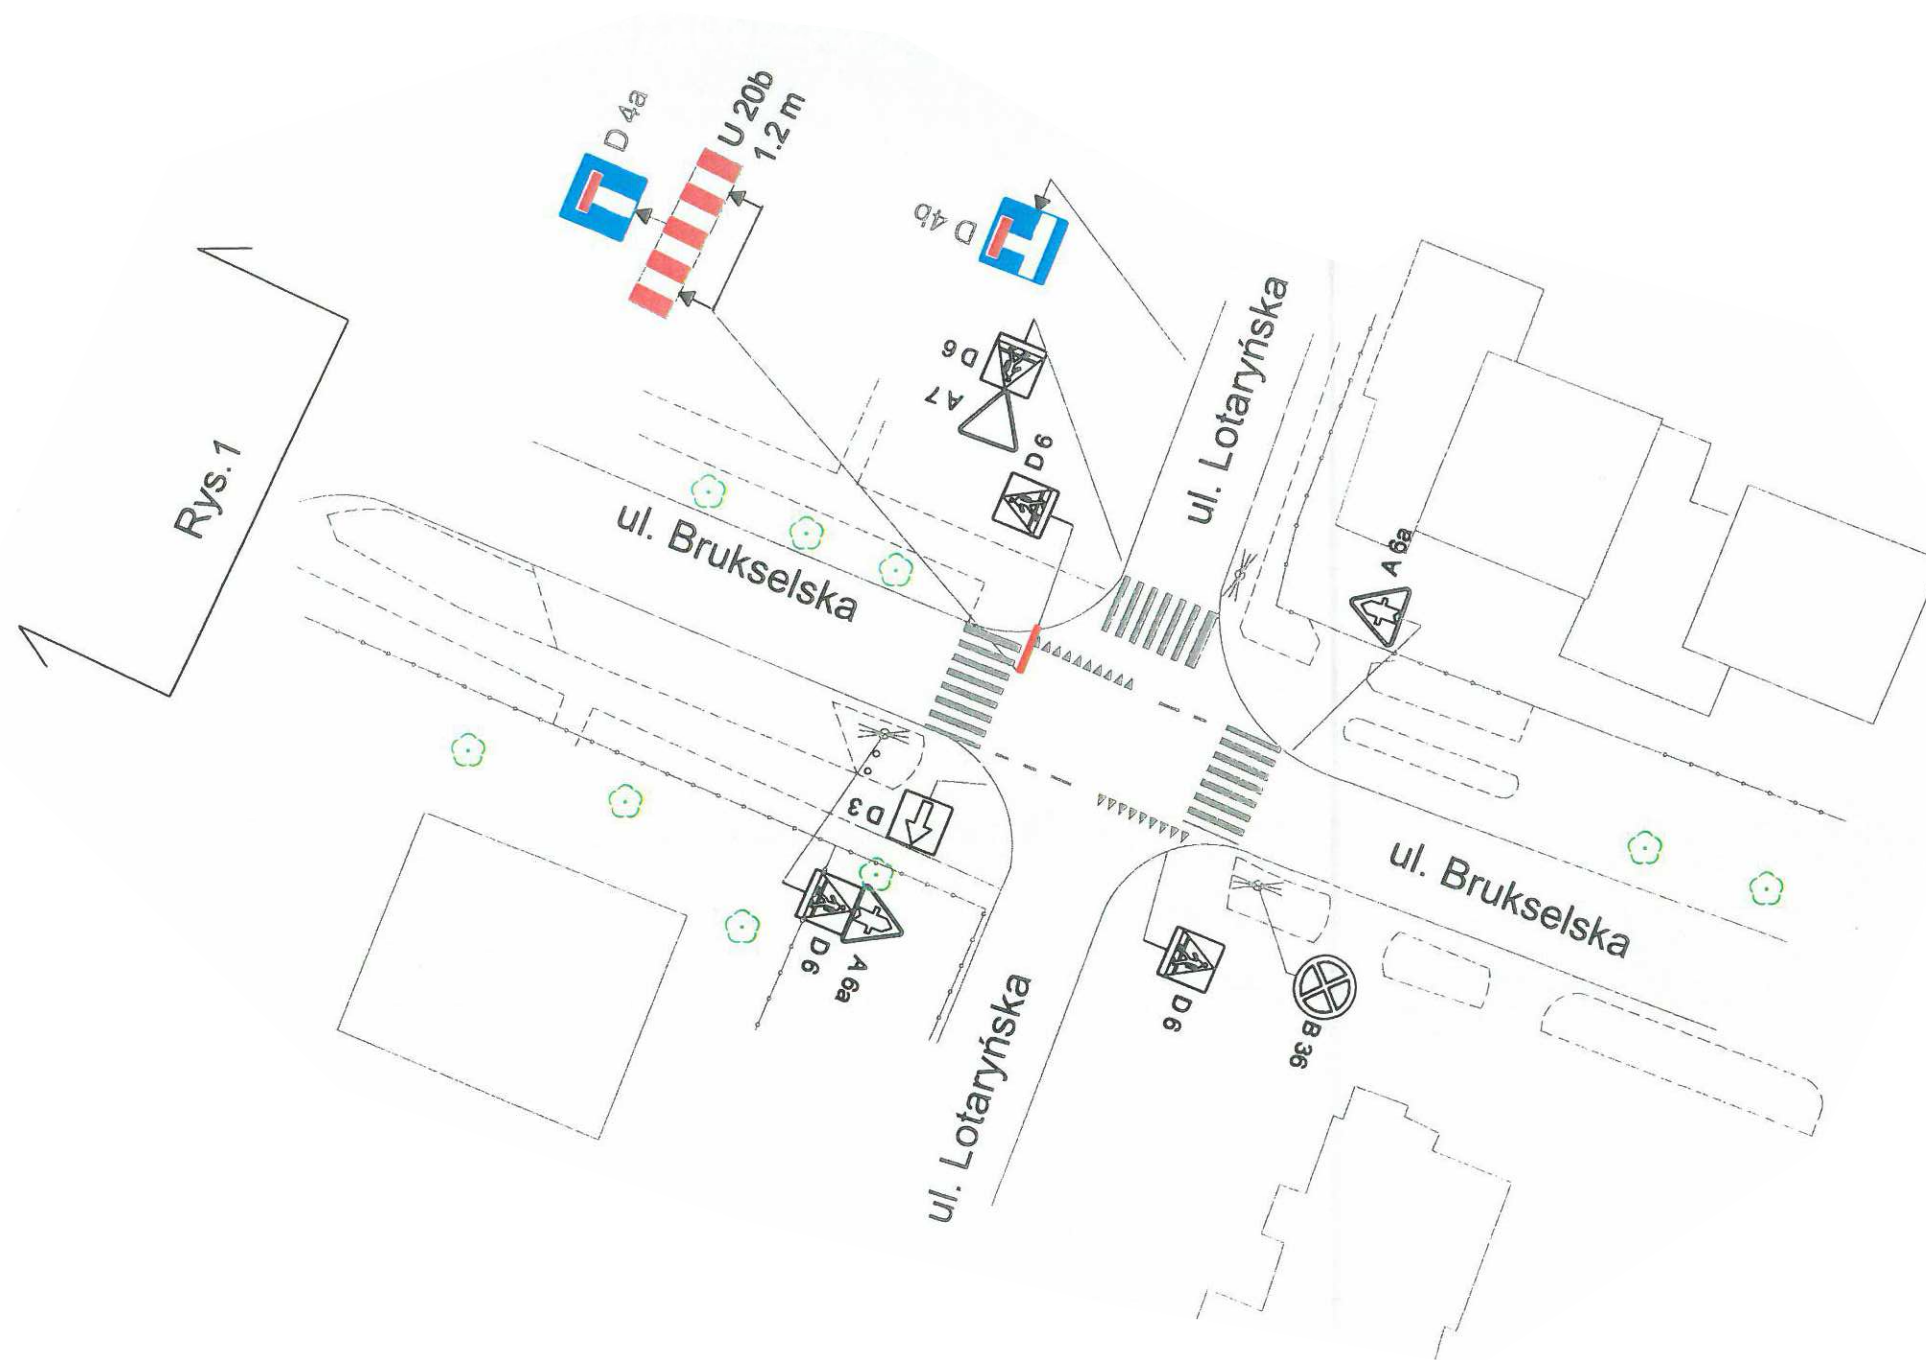 D 4a
U 20b
1.2 m
D 4b
Rys. 1
D 6
A 7
D 6
ul. Lotaryńska
ul. Brukselska
A 6a
D 3
D 6
A 6a
ul. Brukselska
D 6
B 36
ul. Lotaryńska